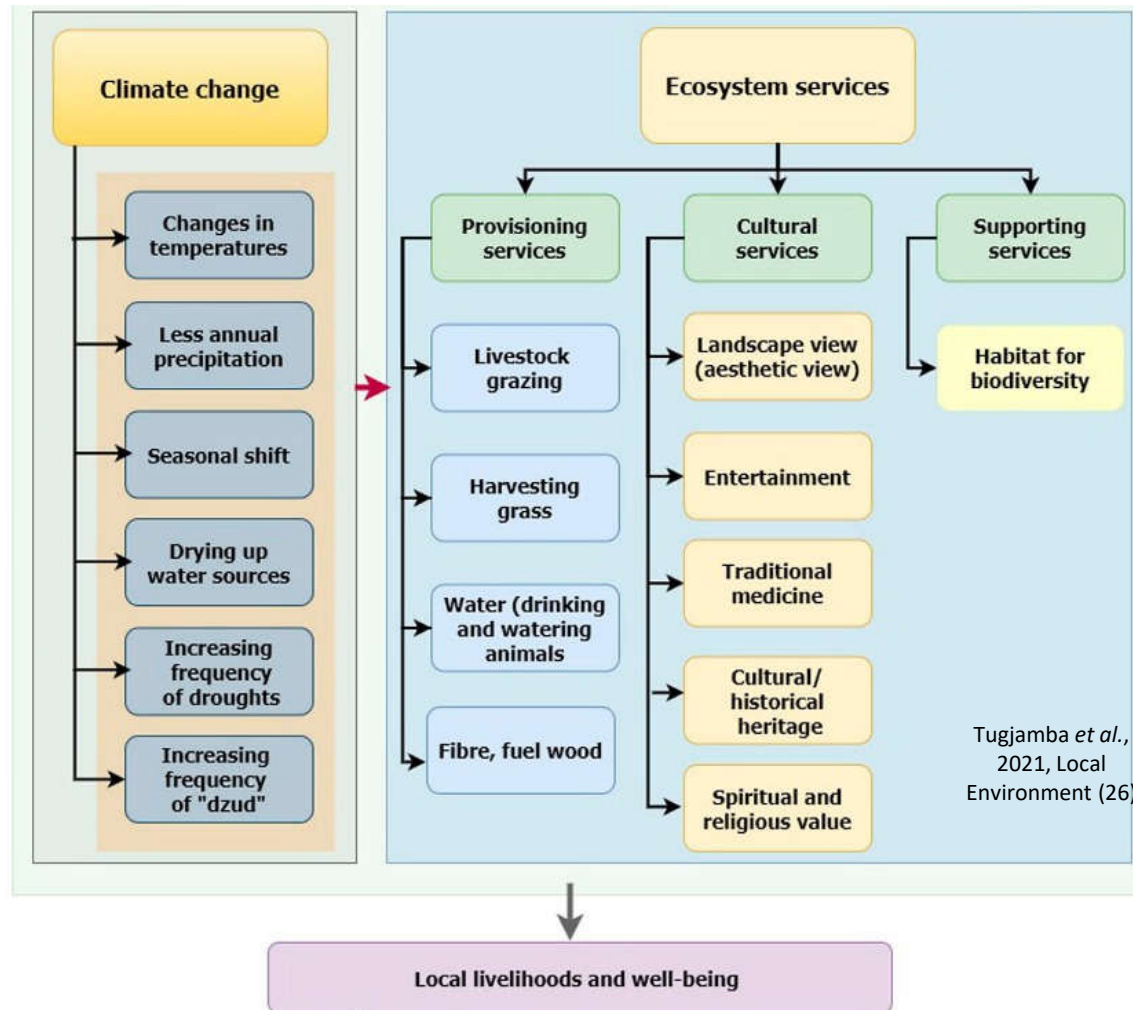 Climate change
Changes in
temperatures
Less annual
precipitation
Seasonal shift
Drying up
water sources
Increasing
frequency
of droughts
Increasing
frequency
of "dzud"
Ecosystem services
Provisioning
services
Livestock
grazing
Harvesting
grass
Water (drinking
and watering
animals
Fibre, fuel wood
Cultural
services
Landscape view
(aesthetic view)
Entertainment
Traditional
medicine
Cultural/
historical
heritage
Spiritual and
religious value
Supporting
services
Habitat for
biodiversity
Tugjamba et al.,
2021, Local
Environment (26)
Local livelihoods and well-being